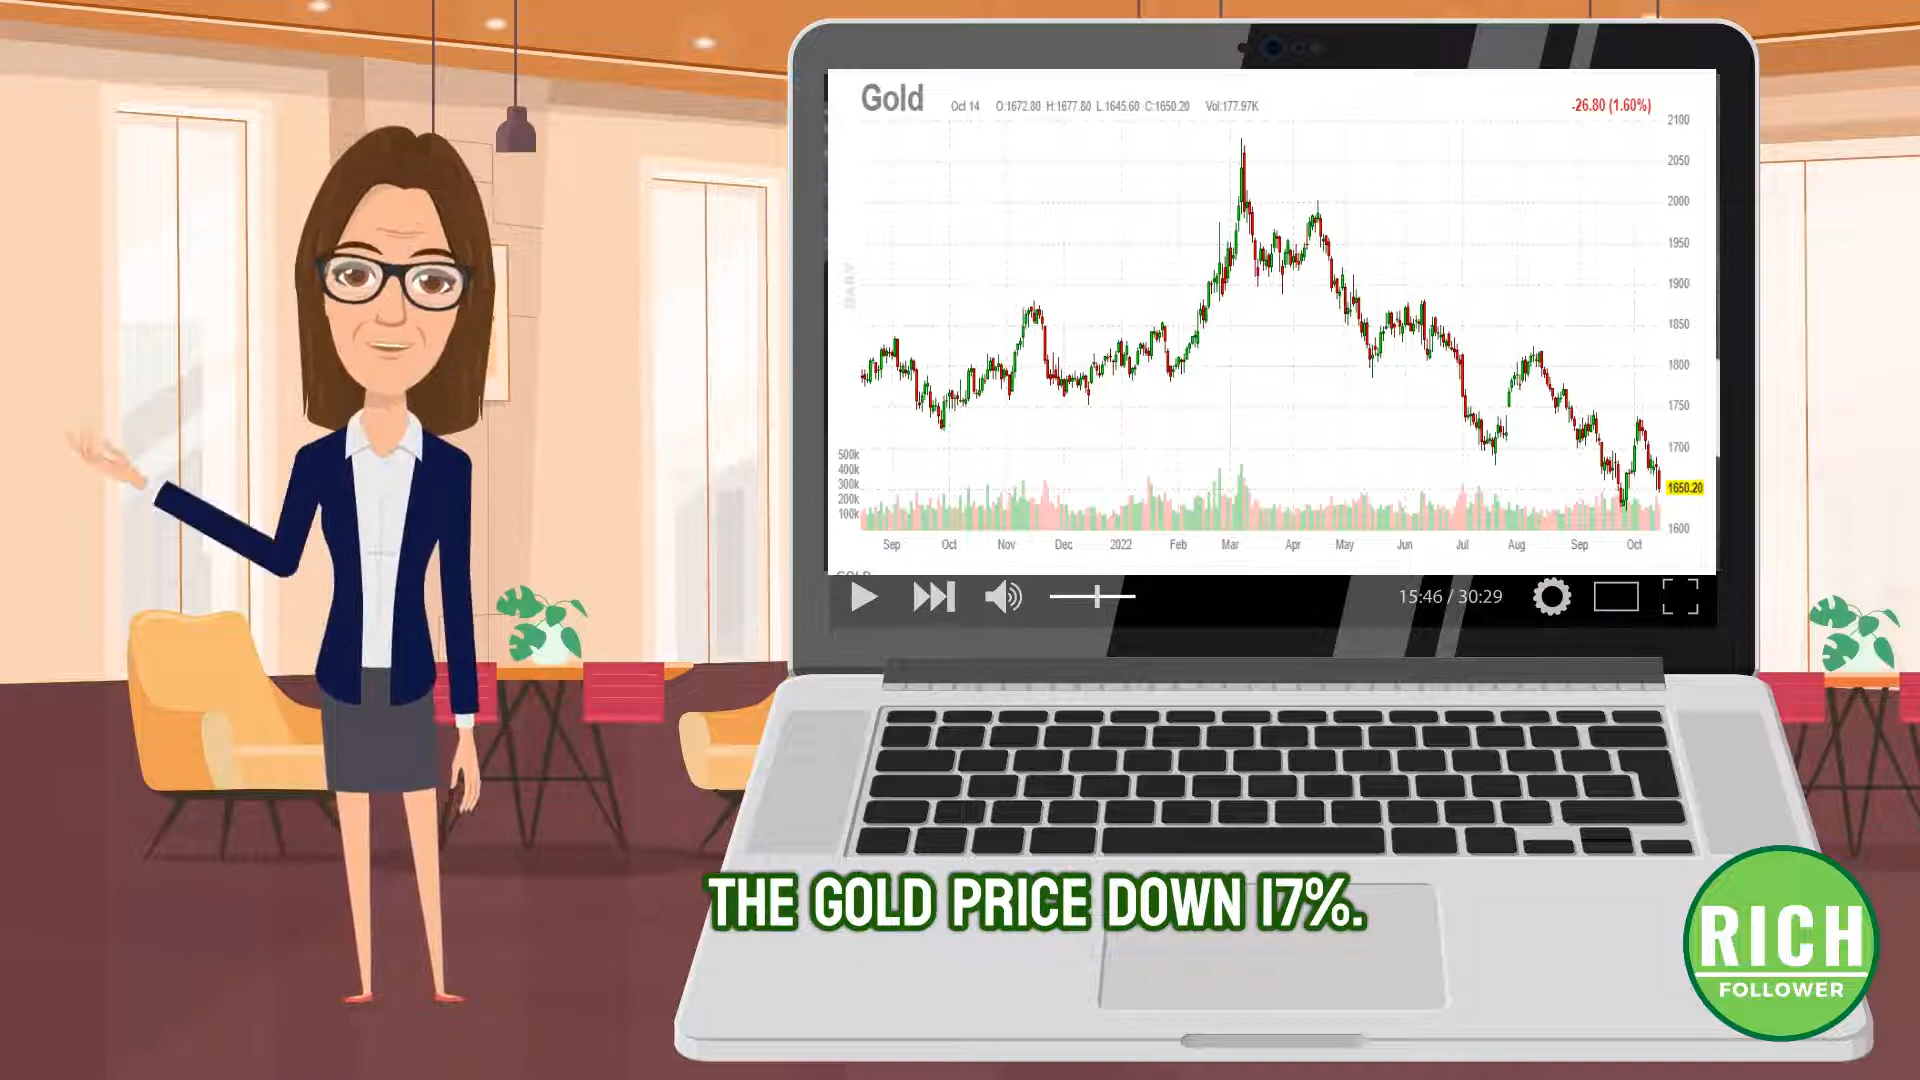 Gold Oct 14 O:1672.80 H:1677.80 L:1645.60 C:1650.20 Vol:177.97K -26.80 (1.60%)
2100
2050
2000
1950
1900
1850
1800
1750
1700
1650.20
1600
DAILY
500k
400k
300k
200k
100k
Sep Oct Nov Dec 2022 Feb Mar Apr May Jun Jul Aug Sep Oct
15:46 / 30:29
THE GOLD PRICE DOWN 17%.
RICH
FOLLOWER